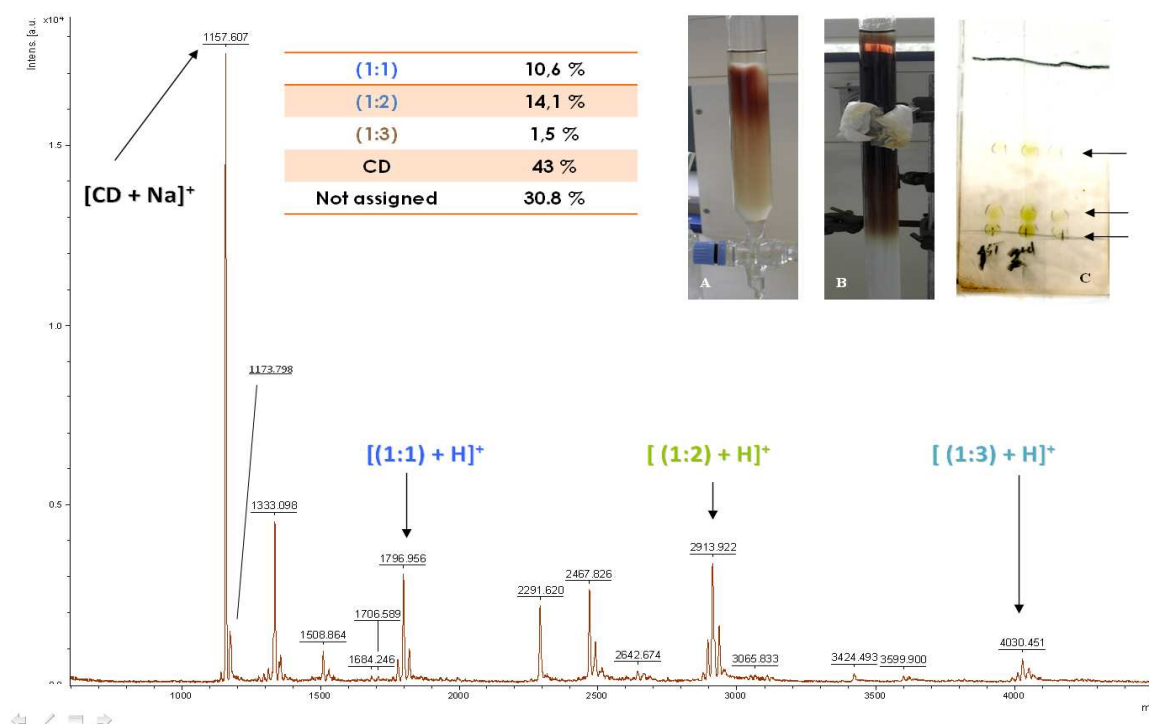 x10⁴
Intens. [a.u.
1157.607
(1:1) 10,6 %
(1:2) 14,1 %
(1:3) 1,5 %
CD 43 %
Not assigned 30.8 %
A
B
C
1.5
[CD + Na]⁺
1.0
1173.798
[(1:1) + H]⁺
[ (1:2) + H]⁺
[ (1:3) + H]⁺
0.5
1333.098
1796.956
2913.922
2467.826
2291.620
1706.589
1508.864
1684.246
2642.674
3065.833
3424.493
3599.900
4030.451
0.0
1000 1500 2000 2500 3000 3500 4000
m